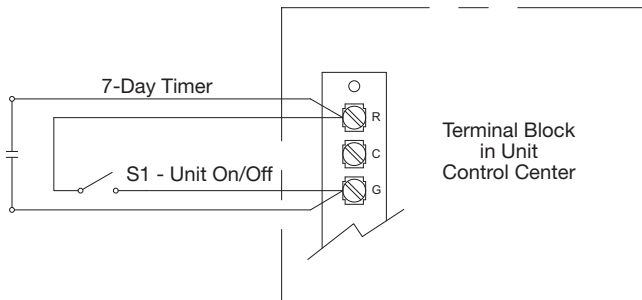 7-Day Timer
R
C
S1 - Unit On/Off
G
Terminal Block
in Unit
Control Center